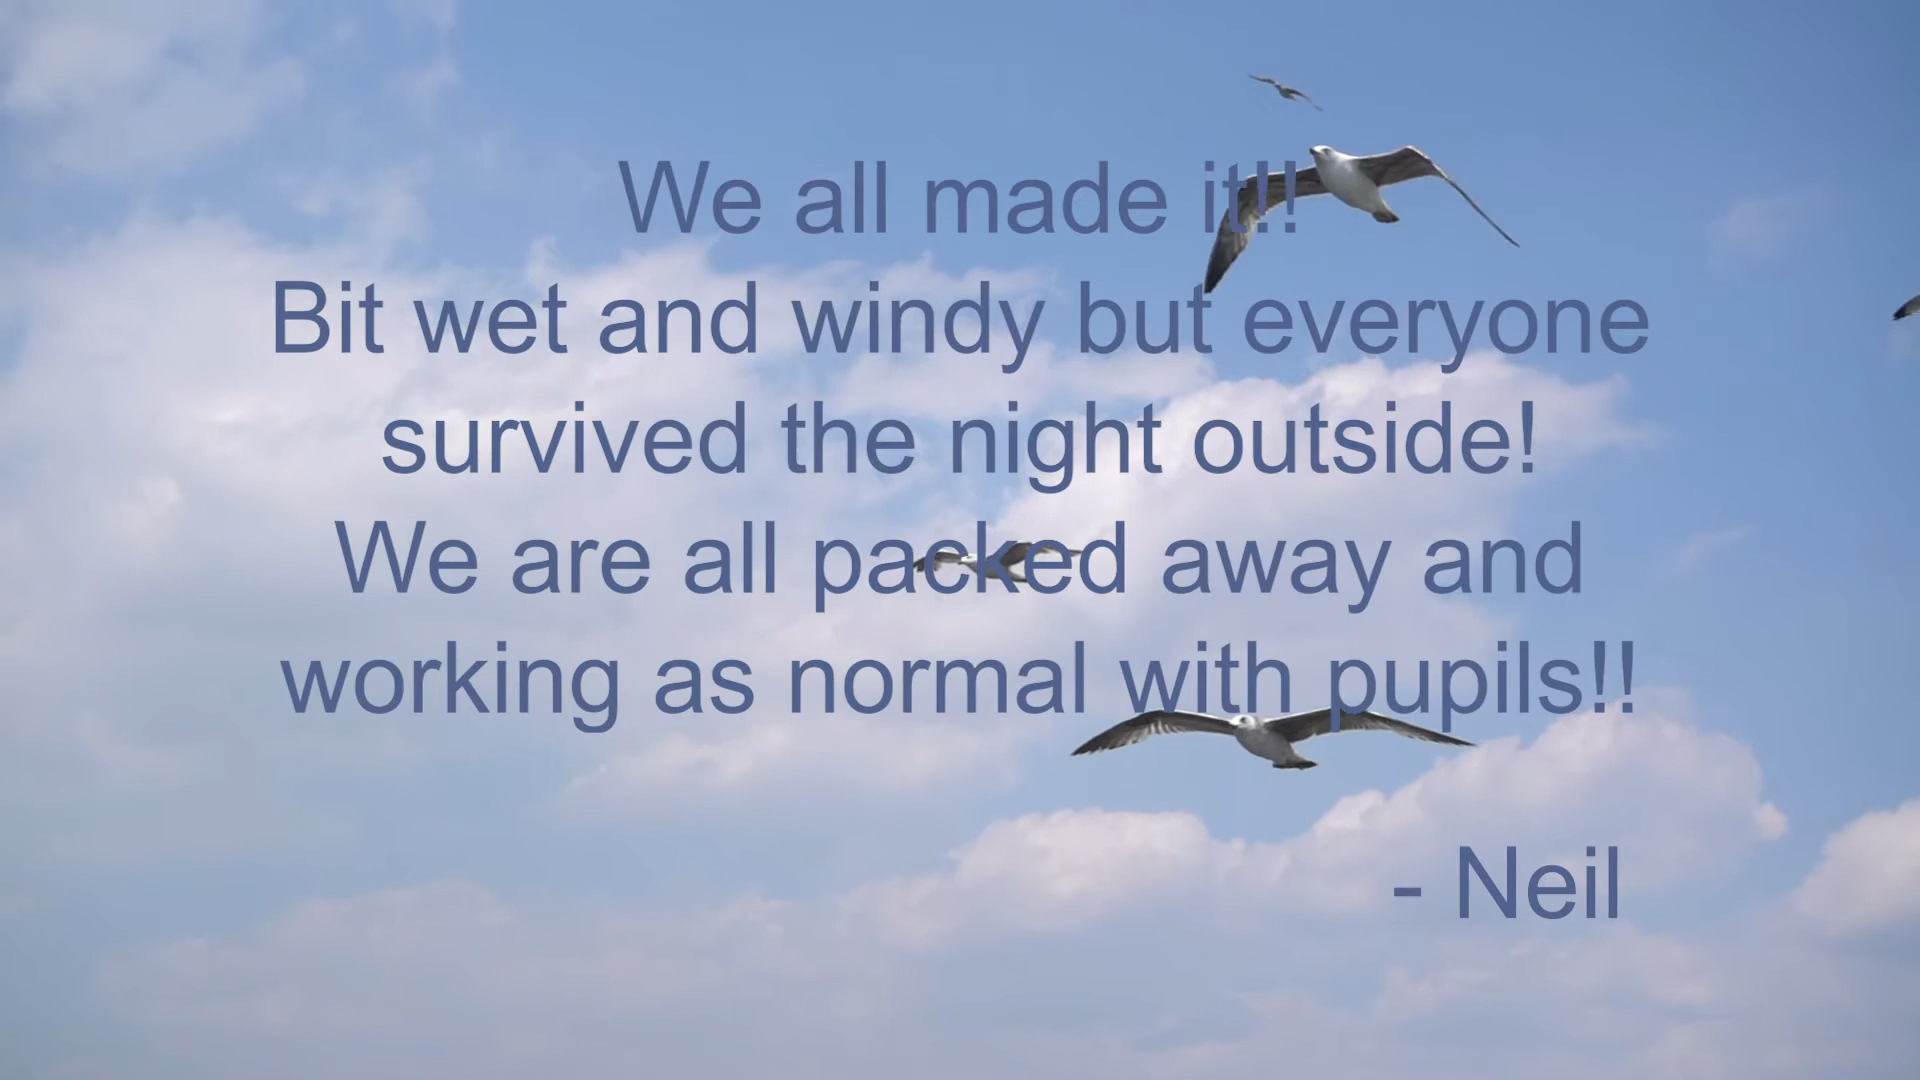 We all made it!!
Bit wet and windy but everyone
survived the night outside!
We are all packed away and
working as normal with pupils!!
- Neil